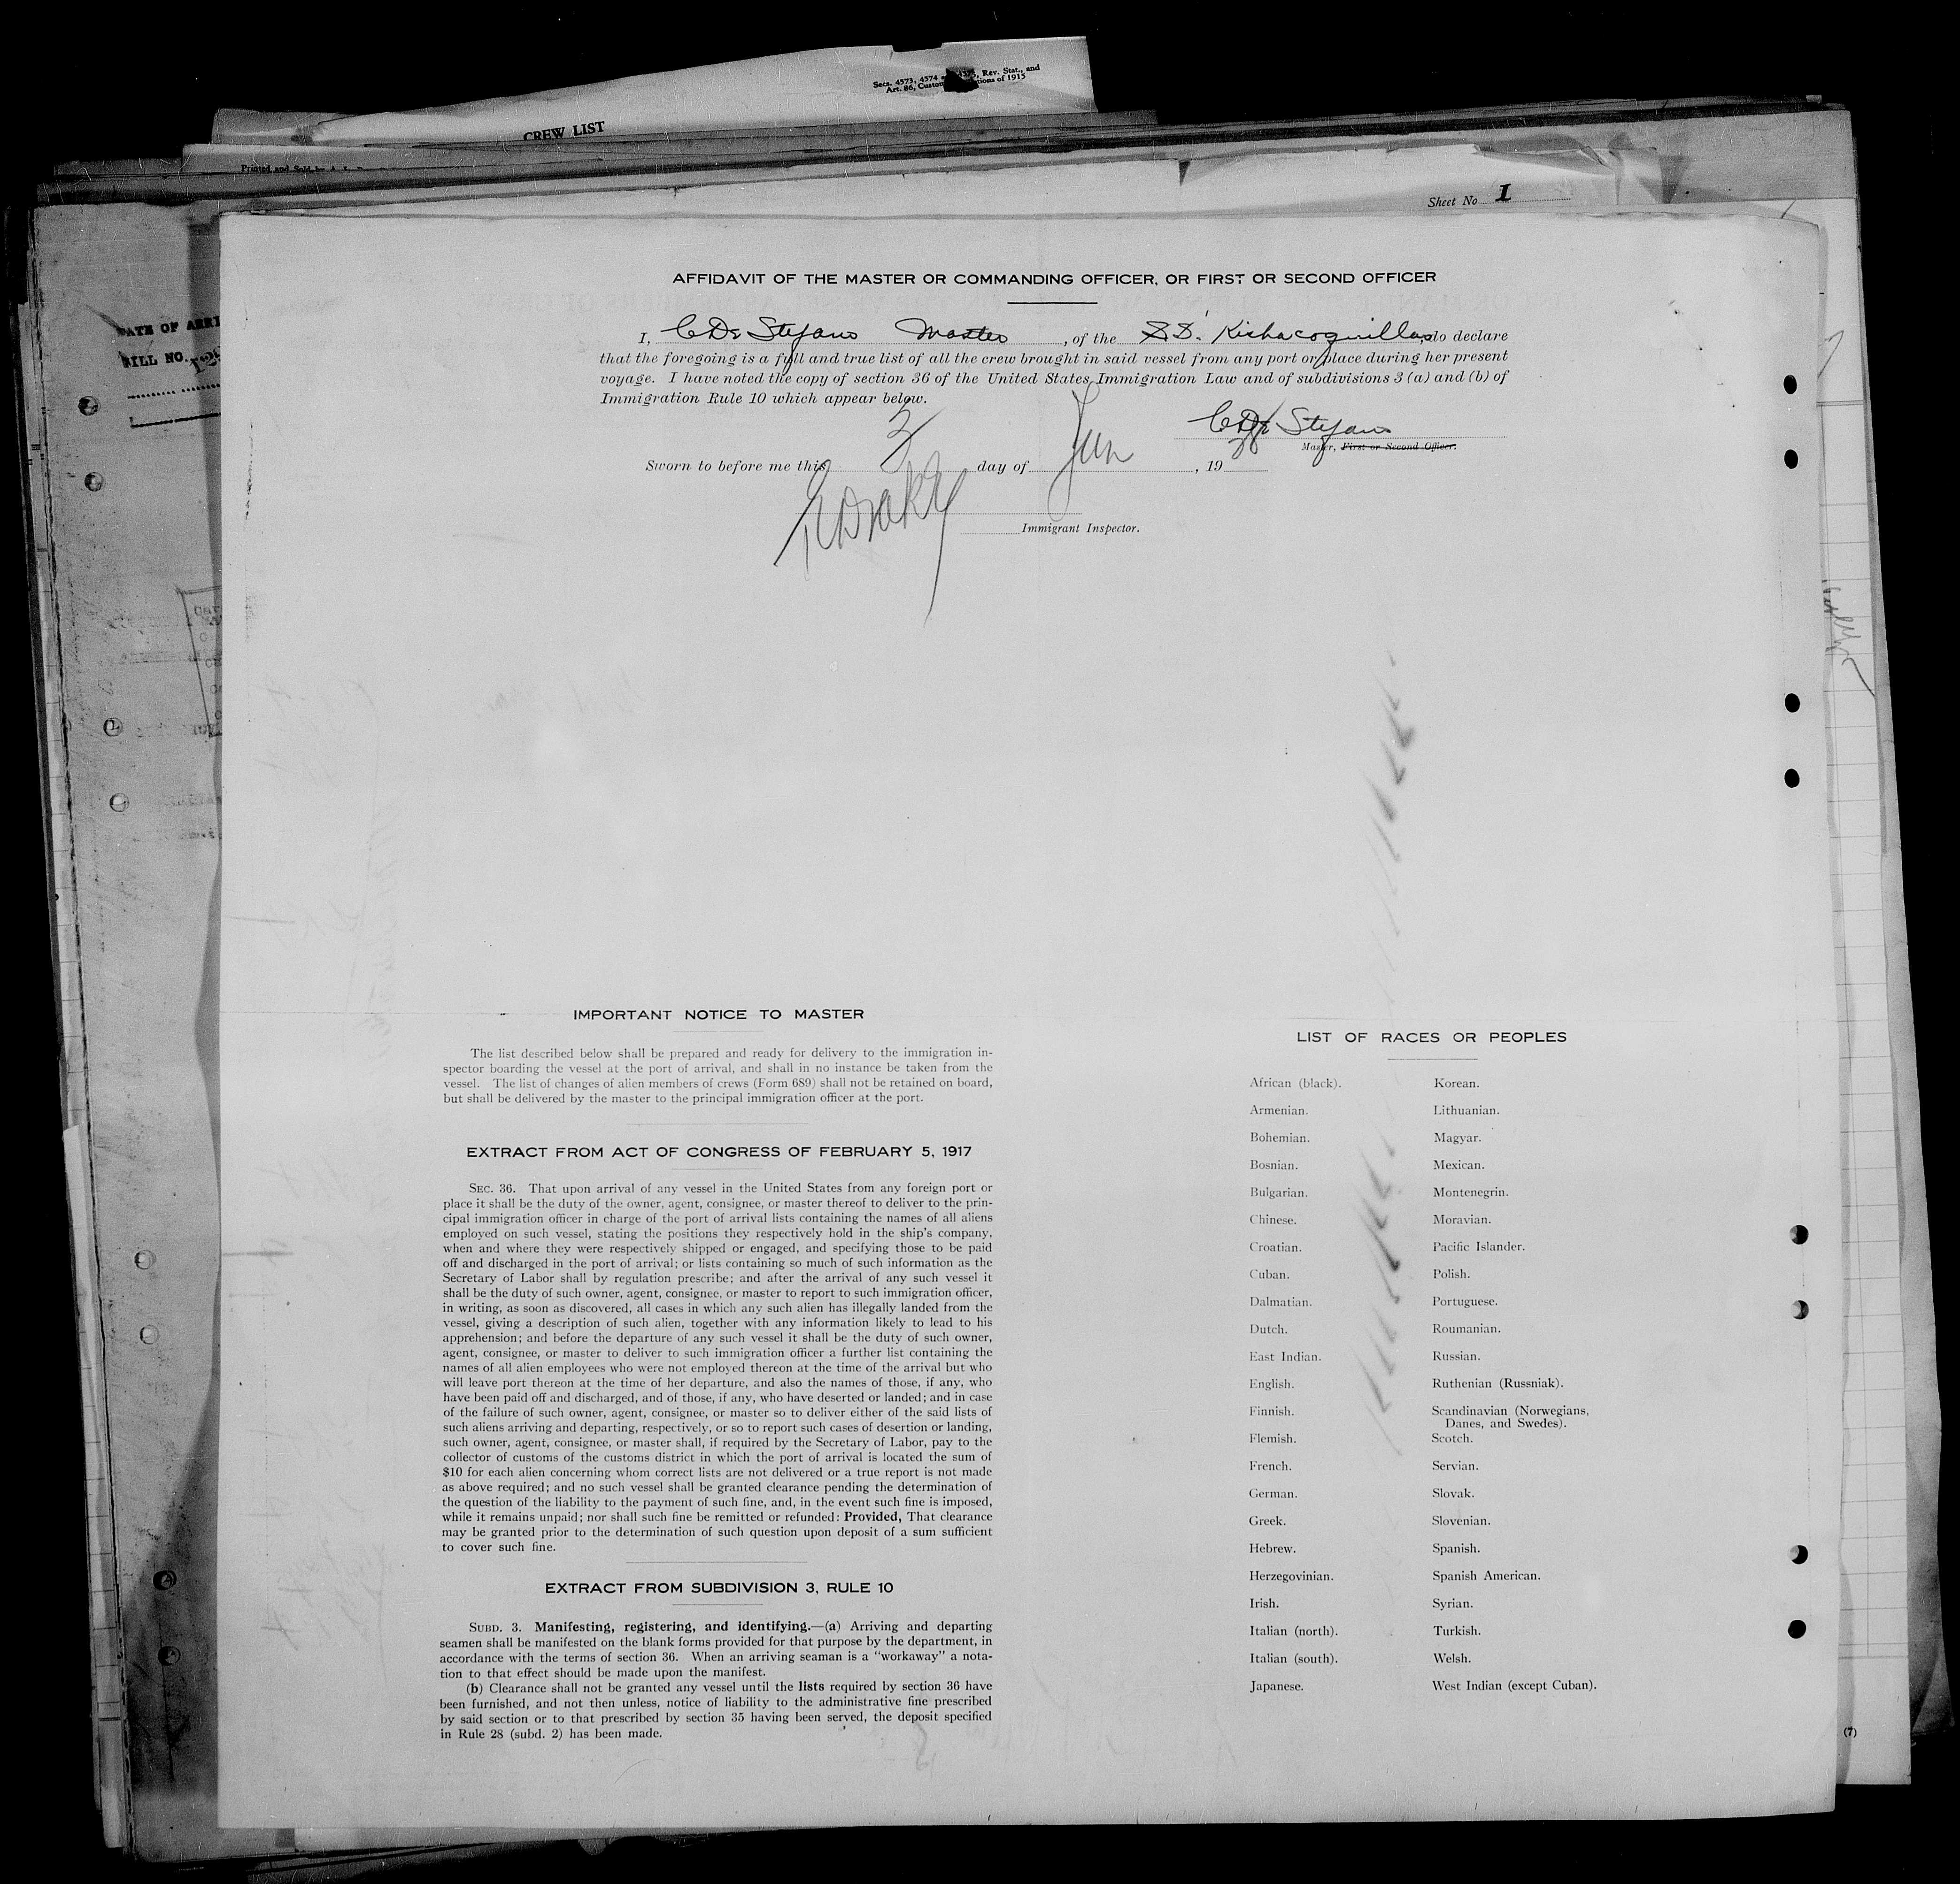 Secs. 4573, 4574 Rev. Stat., and
Art. 86, Custom of 1915
CREW LIST
Printed and Sold by
Sheet No 1
DATE OF ARRI
BILL NO.
AFFIDAVIT OF THE MASTER OR COMMANDING OFFICER, OR FIRST OR SECOND OFFICER
I, C De Stefano Master, of the S.S. Kishacoquillas, do declare
that the foregoing is a full and true list of all the crew brought in said vessel from any port or place during her present
voyage. I have noted the copy of section 36 of the United States Immigration Law and of subdivisions 3 (a) and (b) of
Immigration Rule 10 which appear below.
C De Stefano
Master, First or Second Officer.
Sworn to before me this 3 day of Jun, 19
Immigrant Inspector.
IMPORTANT NOTICE TO MASTER
The list described below shall be prepared and ready for delivery to the immigration in-
spector boarding the vessel at the port of arrival, and shall in no instance be taken from the
vessel. The list of changes of alien members of crews (Form 689) shall not be retained on board,
but shall be delivered by the master to the principal immigration officer at the port.
EXTRACT FROM ACT OF CONGRESS OF FEBRUARY 5, 1917
SEC. 36. That upon arrival of any vessel in the United States from any foreign port or
place it shall be the duty of the owner, agent, consignee, or master thereof to deliver to the prin-
cipal immigration officer in charge of the port of arrival lists containing the names of all aliens
employed on such vessel, stating the positions they respectively hold in the ship's company,
when and where they were respectively shipped or engaged, and specifying those to be paid
off and discharged in the port of arrival; or lists containing so much of such information as the
Secretary of Labor shall by regulation prescribe; and after the arrival of any such vessel it
shall be the duty of such owner, agent, consignee, or master to report to such immigration officer,
in writing, as soon as discovered, all cases in which any such alien has illegally landed from the
vessel, giving a description of such alien, together with any information likely to lead to his
apprehension; and before the departure of any such vessel it shall be the duty of such owner,
agent, consignee, or master to deliver to such immigration officer a further list containing the
names of all alien employees who were not employed thereon at the time of the arrival but who
will leave port thereon at the time of her departure, and also the names of those, if any, who
have been paid off and discharged, and of those, if any, who have deserted or landed; and in case
of the failure of such owner, agent, consignee, or master so to deliver either of the said lists of
such aliens arriving and departing, respectively, or so to report such cases of desertion or landing,
such owner, agent, consignee, or master shall, if required by the Secretary of Labor, pay to the
collector of customs of the customs district in which the port of arrival is located the sum of
$10 for each alien concerning whom correct lists are not delivered or a true report is not made
as above required; and no such vessel shall be granted clearance pending the determination of
the question of the liability to the payment of such fine, and, in the event such fine is imposed,
while it remains unpaid; nor shall such fine be remitted or refunded: Provided, That clearance
may be granted prior to the determination of such question upon deposit of a sum sufficient
to cover such fine.
EXTRACT FROM SUBDIVISION 3, RULE 10
SUBD. 3. Manifesting, registering, and identifying.—(a) Arriving and departing
seamen shall be manifested on the blank forms provided for that purpose by the department, in
accordance with the terms of section 36. When an arriving seaman is a "workaway" a nota-
tion to that effect should be made upon the manifest.
(b) Clearance shall not be granted any vessel until the lists required by section 36 have
been furnished, and not then unless, notice of liability to the administrative fine prescribed
by said section or to that prescribed by section 35 having been served, the deposit specified
in Rule 28 (subd. 2) has been made.
LIST OF RACES OR PEOPLES
African (black).
Armenian.
Bohemian.
Bosnian.
Bulgarian.
Chinese.
Croatian.
Cuban.
Dalmatian.
Dutch.
East Indian.
English.
Finnish.
Flemish.
French.
German.
Greek.
Hebrew.
Herzegovinian.
Irish.
Italian (north).
Italian (south).
Japanese.
Korean.
Lithuanian.
Magyar.
Mexican.
Montenegrin.
Moravian.
Pacific Islander.
Polish.
Portuguese.
Roumanian.
Russian.
Ruthenian (Russniak).
Scandinavian (Norwegians,
Danes, and Swedes).
Scotch.
Servian.
Slovak.
Slovenian.
Spanish.
Spanish American.
Syrian.
Turkish.
Welsh.
West Indian (except Cuban).
(7)